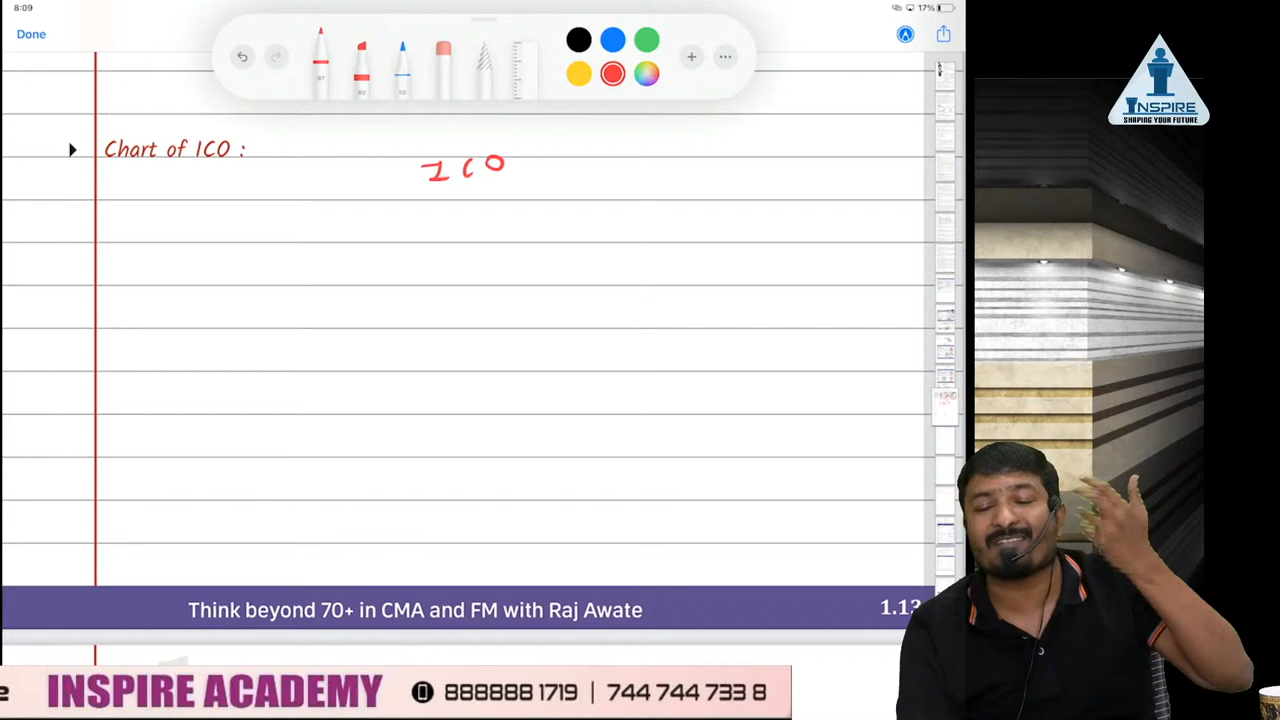 8:09
17%
Done
INSPIRE
SHAPING YOUR FUTURE
Chart of ICO :
ICO
Think beyond 70+ in CMA and FM with Raj Awate
1.13
e INSPIRE ACADEMY 888888 1719 | 744 744 733 8